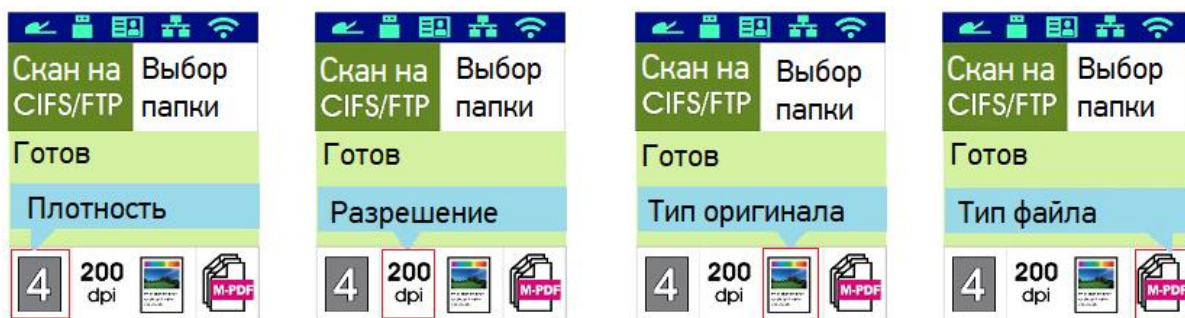 Скан на Выбор
CIFS/FTP папки
Готов
Плотность
4 200 dpi M-PDF
Скан на Выбор
CIFS/FTP папки
Готов
Разрешение
4 200 dpi M-PDF
Скан на Выбор
CIFS/FTP папки
Готов
Тип оригинала
4 200 dpi M-PDF
Скан на Выбор
CIFS/FTP папки
Готов
Тип файла
4 200 dpi M-PDF